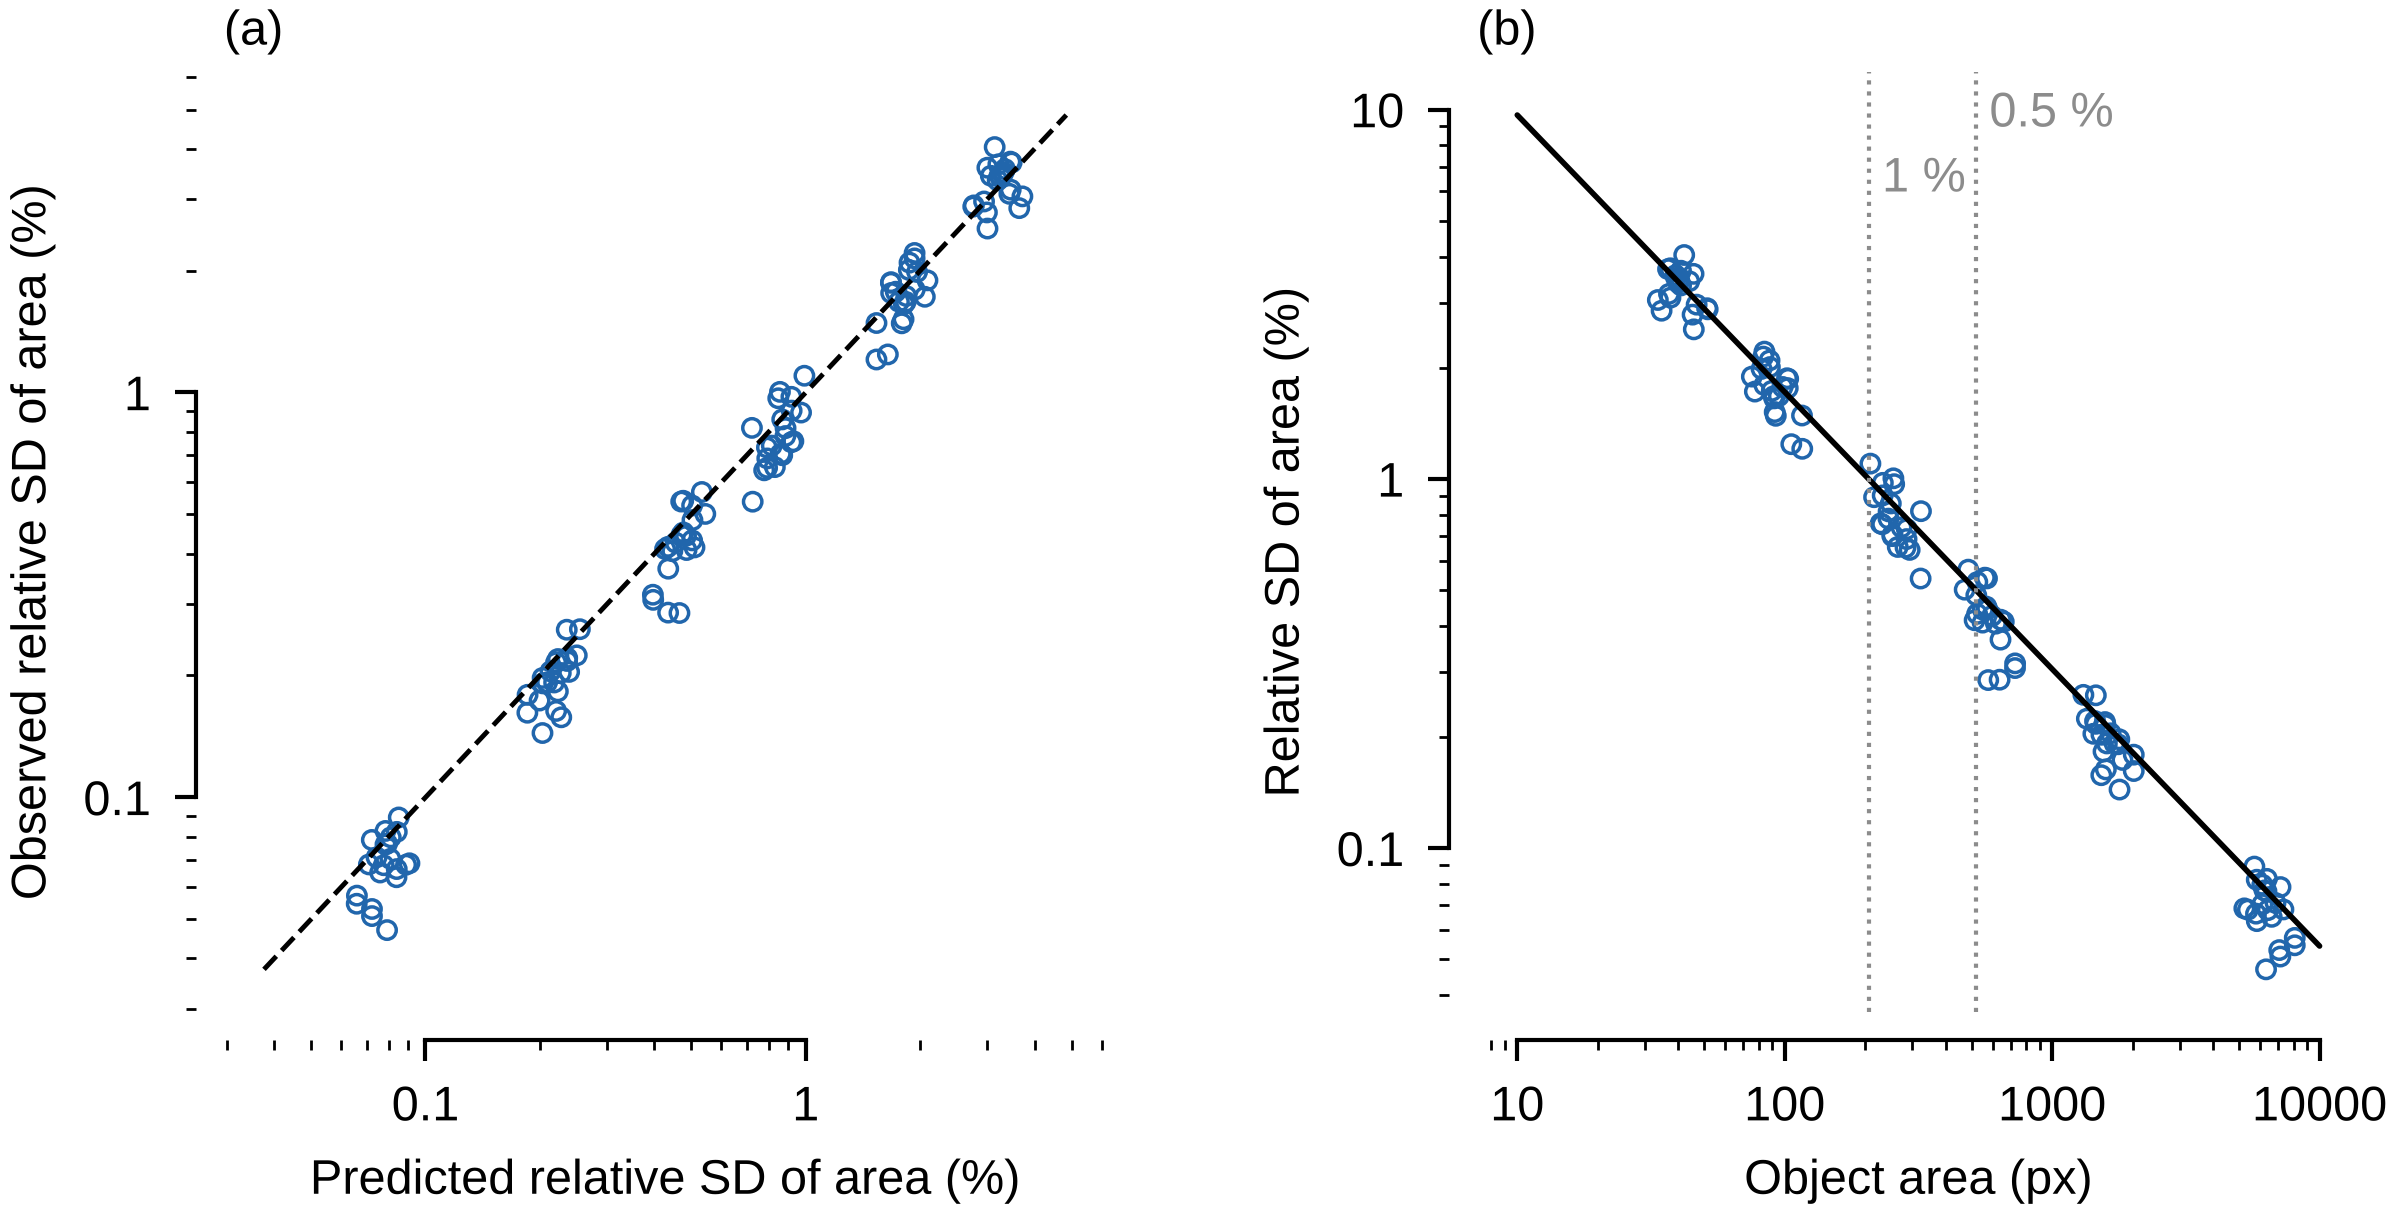 (a)
Observed relative SD of area (%)
1
0.1
0.1
1
Predicted relative SD of area (%)
(b)
Relative SD of area (%)
10
1
0.1
0.5 %
1 %
10
100
1000
10000
Object area (px)